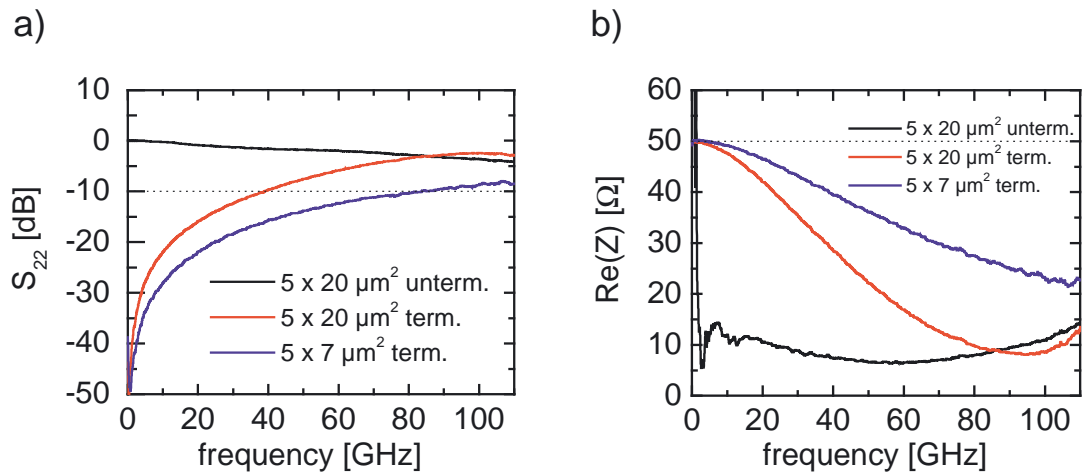 a)
10
0
-10
-20
-30
-40
-50
S22 [dB]
5 x 20 µm² unterm.
5 x 20 µm² term.
5 x 7 µm² term.
0 20 40 60 80 100
frequency [GHz]
b)
60
50
40
30
20
10
0
Re(Z) [Ω]
5 x 20 µm² unterm.
5 x 20 µm² term.
5 x 7 µm² term.
0 20 40 60 80 100
frequency [GHz]